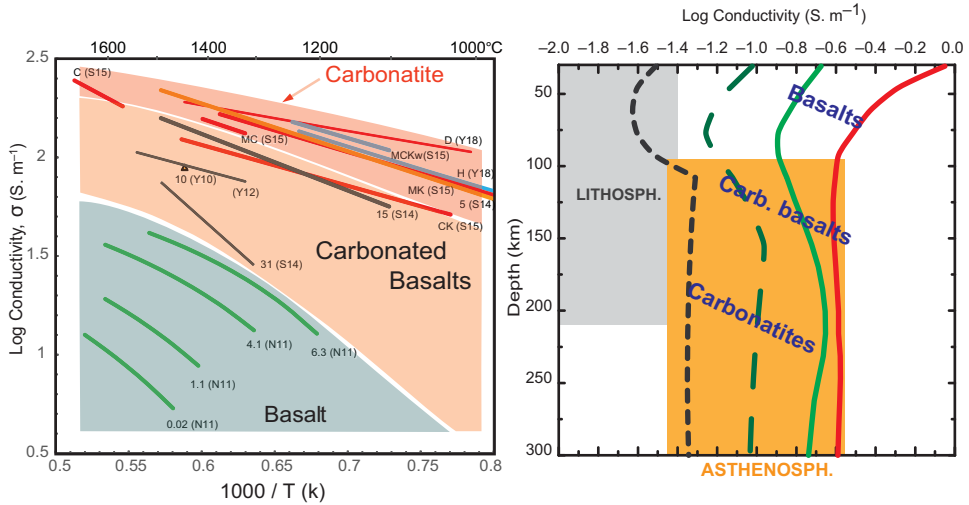 1600
1400
1200
1000°C
2.5
2.0
1.5
1
0.5
Log Conductivity, σ (S. m⁻¹)
C (S15)
Carbonatite
MC (S15)
D (Y18)
MCKw(S15)
10 (Y10)
(Y12)
H (Y18)
MK (S15)
5 (S14
15 (S14)
CK (S15)
31 (S14)
Carbonated
Basalts
4.1 (N11)
6.3 (N11)
1.1 (N11)
0.02 (N11)
Basalt
0.5
0.55
0.6
0.65
0.7
0.75
0.8
1000 / T (k)
Log Conductivity (S. m⁻¹)
−2.0
−1.8
−1.6
−1.4
−1.2
−1.0
−0.8
−0.6
−0.4
−0.2
0.0
50
100
150
200
250
300
Depth (km)
Basalts
LITHOSPH.
Carb. basalts
Carbonatites
ASTHENOSPH.